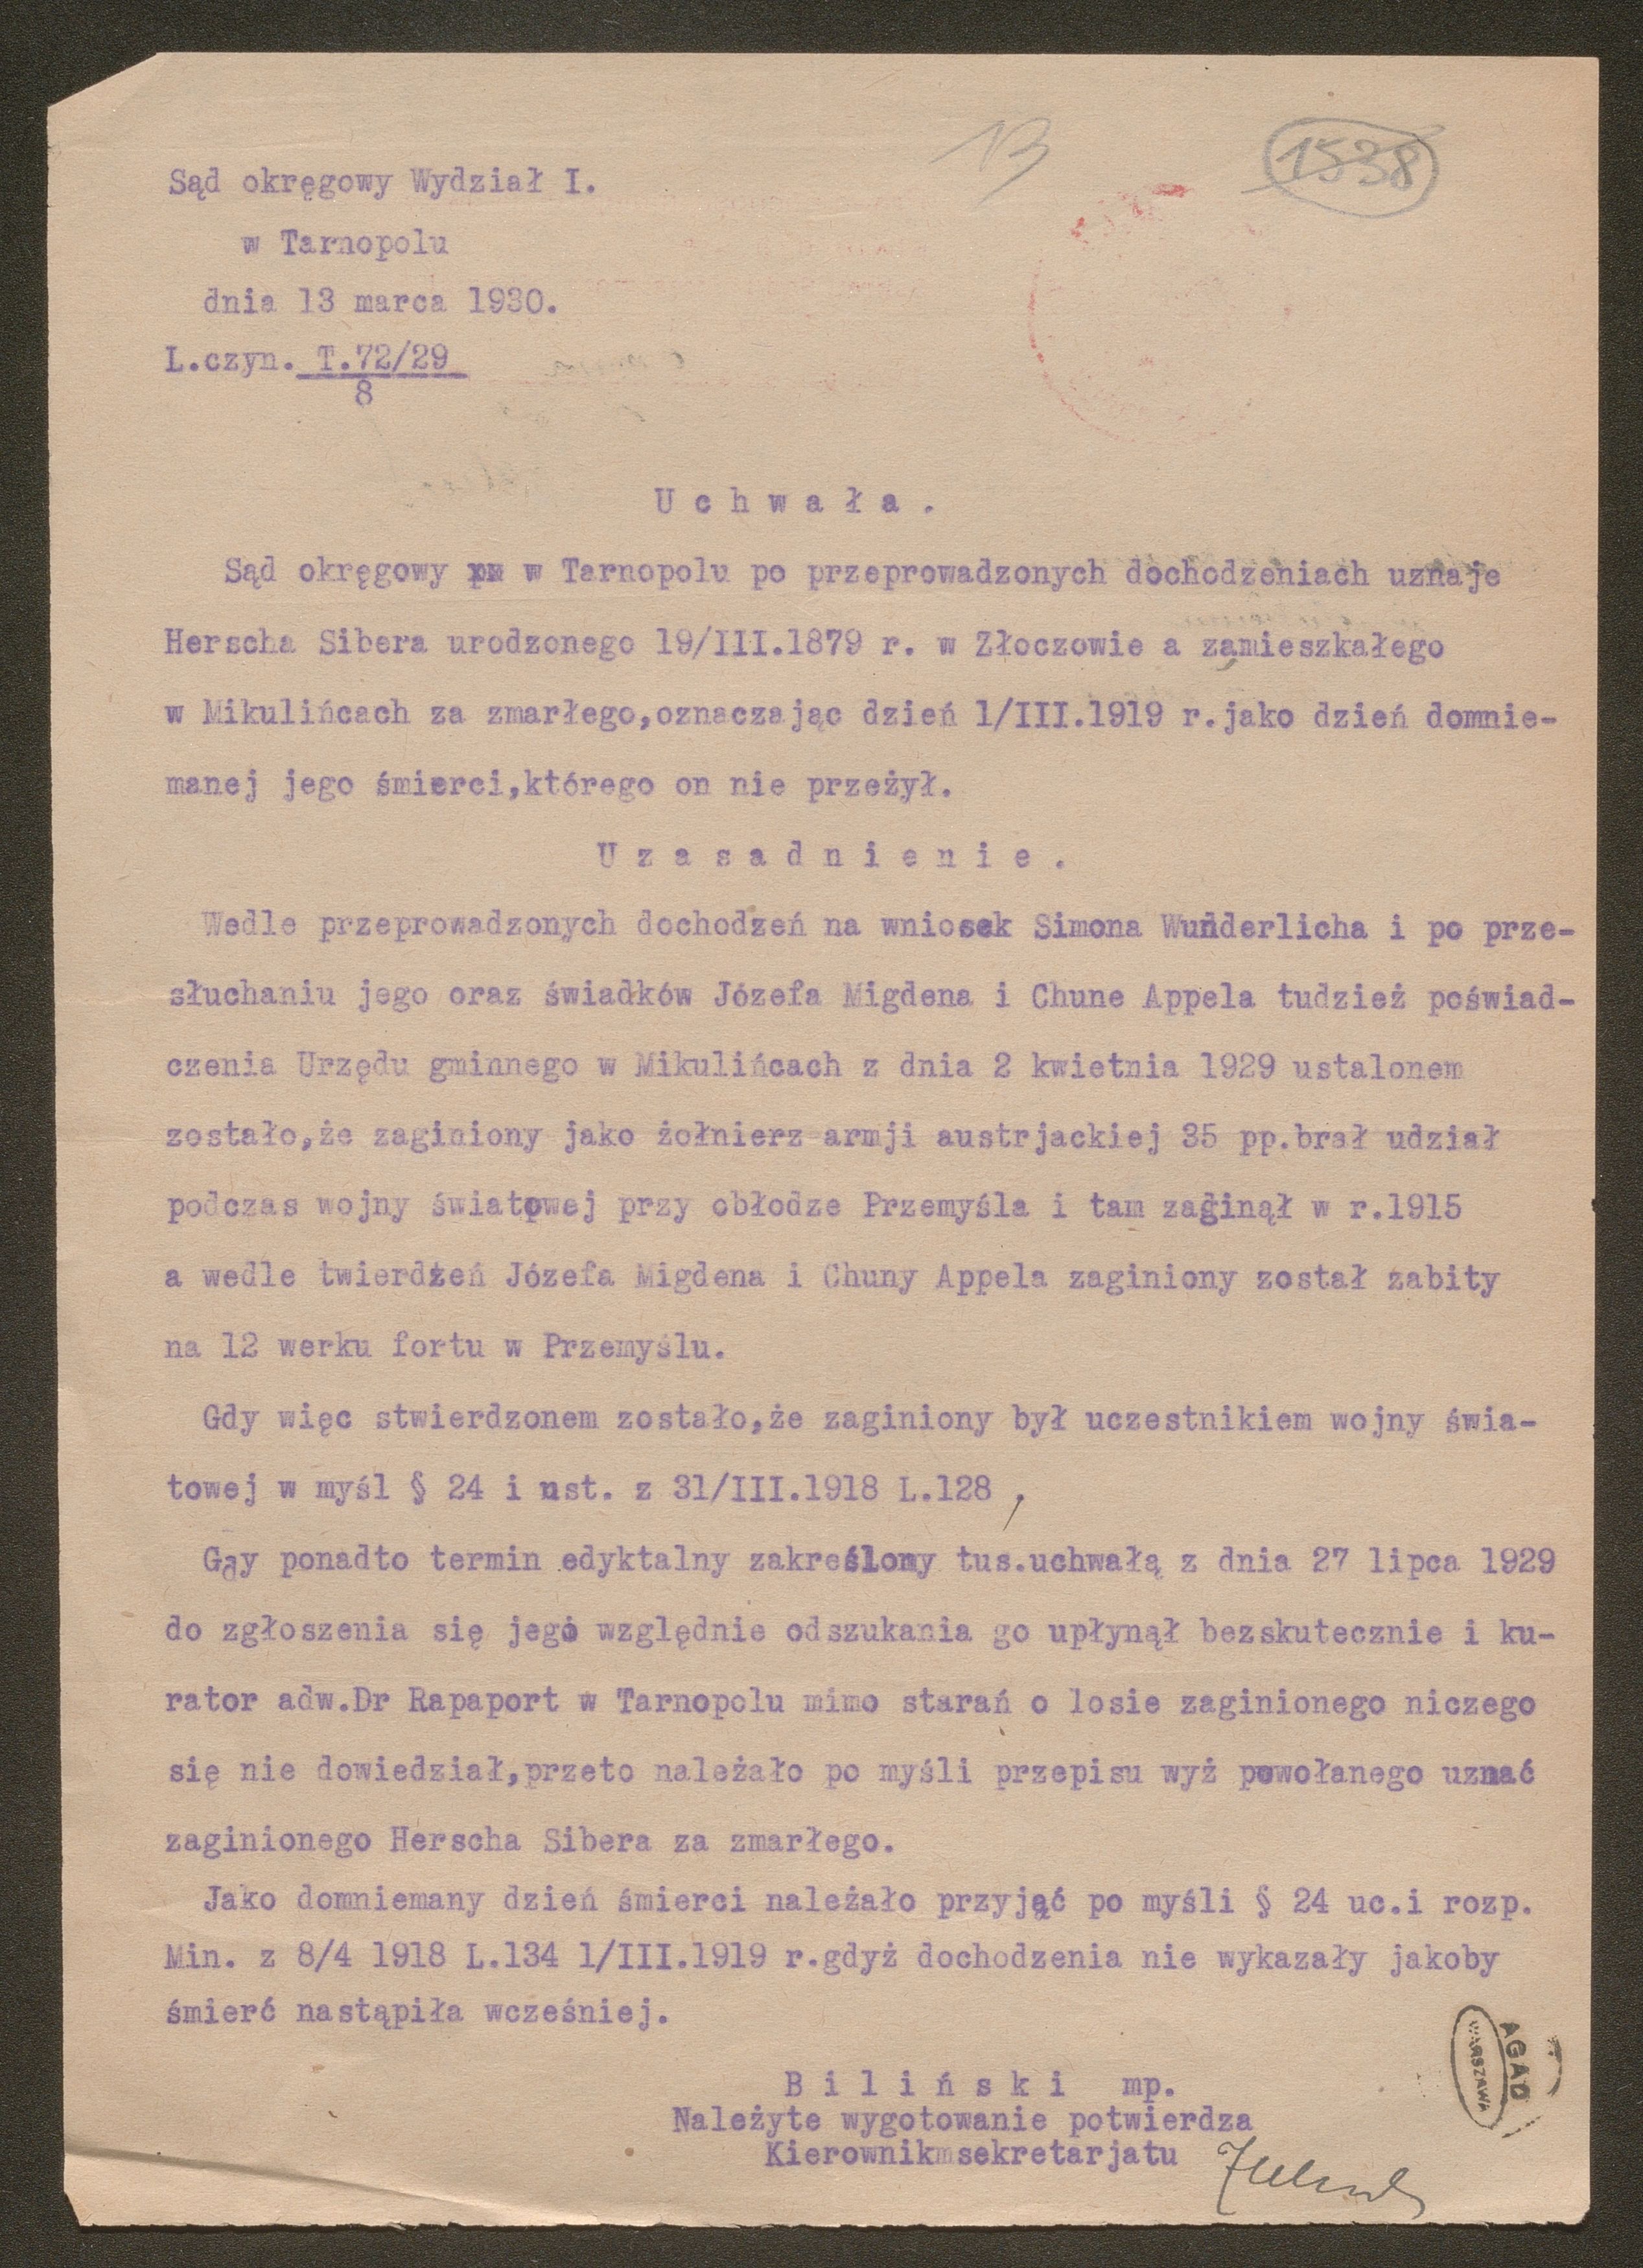 13
1538
Sąd okręgowy Wydział I.
w Tarnopolu
dnia 13 marca 1930.
L.czyn. T.72/29
8
U c h w a ł a .
Sąd okręgowy w Tarnopolu po przeprowadzonych dochodzeniach uznaje
Herscha Sibera urodzonego 19/III.1879 r. w Złoczowie a zamieszkałego
w Mikulińcach za zmarłego,oznaczając dzień 1/III.1919 r.jako dzień domnie-
manej jego śmierci,którego on nie przeżył.
U z a s a d n i e n i e .
Wedle przeprowadzonych dochodzeń na wniosek Simona Wunderlicha i po prze-
słuchaniu jego oraz świadków Józefa Migdena i Chune Appela tudzież poświad-
czenia Urzędu gminnego w Mikulińcach z dnia 2 kwietnia 1929 ustalonem
zostało,że zaginiony jako żołnierz armji austrjackiej 35 pp.brał udział
podczas wojny światowej przy obłodze Przemyśla i tam zaginął w r.1915
a wedle twierdzeń Józefa Migdena i Chuny Appela zaginiony został zabity
na 12 werku fortu w Przemyślu.
Gdy więc stwierdzonem zostało,że zaginiony był uczestnikiem wojny świa-
towej w myśl § 24 i nst. z 31/III.1918 L.128 ,
Gdy ponadto termin edyktalny zakreślony tus.uchwałą z dnia 27 lipca 1929
do zgłoszenia się jego względnie odszukania go upłynął bezskutecznie i ku-
rator adw.Dr Rapaport w Tarnopolu mimo starań o losie zaginionego niczego
się nie dowiedział,przeto należało po myśli przepisu wyż powołanego uznać
zaginionego Herscha Sibera za zmarłego.
Jako domniemany dzień śmierci należało przyjąć po myśli § 24 uc.i rozp.
Min. z 8/4 1918 L.134 1/III.1919 r.gdyż dochodzenia nie wykazały jakoby
śmierć nastąpiła wcześniej.
B i l i ń s k i mp.
Należyte wygotowanie potwierdza
Kierownikmsekretarjatu
AGAD
WARSZAWA